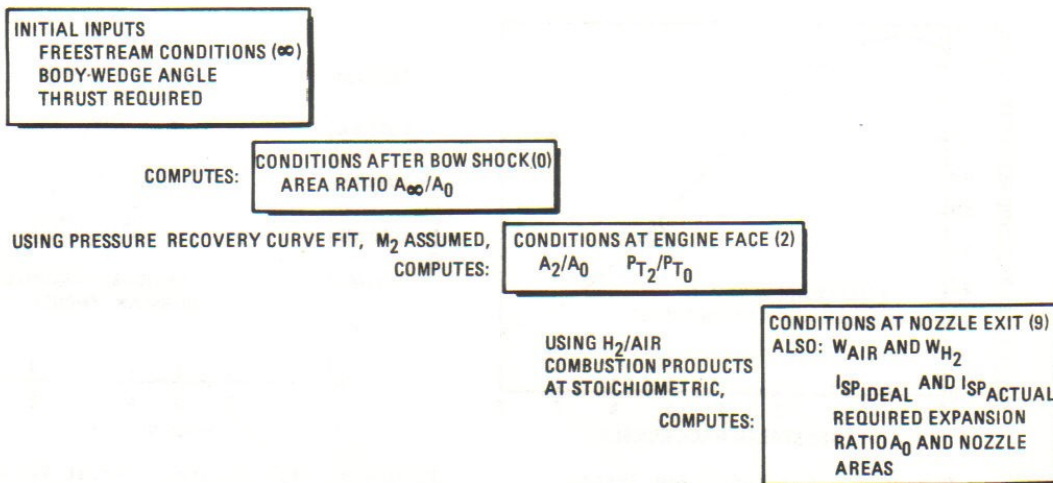 INITIAL INPUTS
FREESTREAM CONDITIONS (∞)
BODY-WEDGE ANGLE
THRUST REQUIRED
COMPUTES:
CONDITIONS AFTER BOW SHOCK(0)
AREA RATIO A∞/A0
USING PRESSURE RECOVERY CURVE FIT, M2 ASSUMED,
COMPUTES:
CONDITIONS AT ENGINE FACE (2)
A2/A0 PT2/PT0
USING H2/AIR
COMBUSTION PRODUCTS
AT STOICHIOMETRIC,
COMPUTES:
CONDITIONS AT NOZZLE EXIT (9)
ALSO: WAIR AND WH2
ISPIDEAL AND ISPACTUAL
REQUIRED EXPANSION
RATIO A0 AND NOZZLE
AREAS